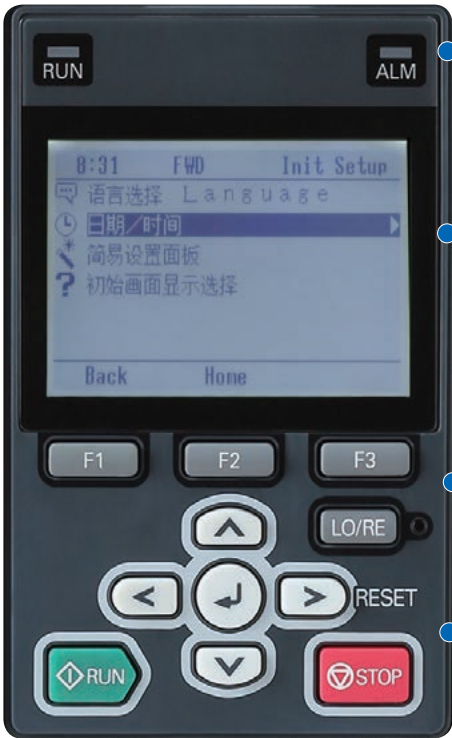 RUN ALM
8:31 FWD Init Setup
语言选择 Language
日期/时间
简易设置面板
? 初始画面显示选择
Back Home
F1 F2 F3
LO/RE
RESET
RUN STOP